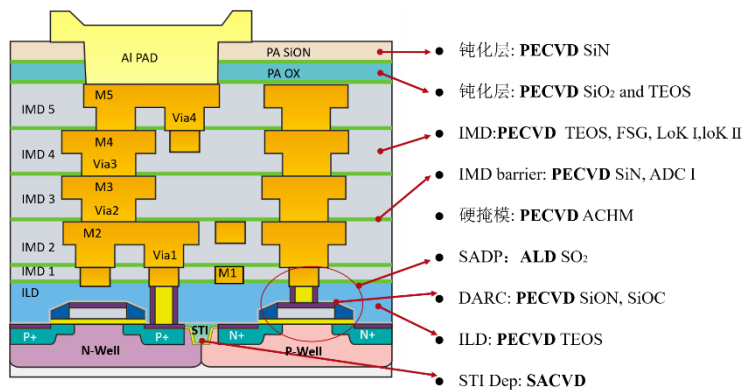 Al PAD
PA SiON
PA OX
IMD 5
M5
Via4
IMD 4
M4
Via3
IMD 3
M3
Via2
IMD 2
M2
Via1
IMD 1
M1
ILD
P+
P+
STI
N+
N+
N-Well
P-Well
● 钝化层: PECVD SiN
● 钝化层: PECVD SiO₂ and TEOS
● IMD:PECVD TEOS, FSG, LoK I,loK II
● IMD barrier: PECVD SiN, ADC I
● 硬掩模: PECVD ACHM
● SADP： ALD SO₂
● DARC: PECVD SiON, SiOC
● ILD: PECVD TEOS
● STI Dep: SACVD